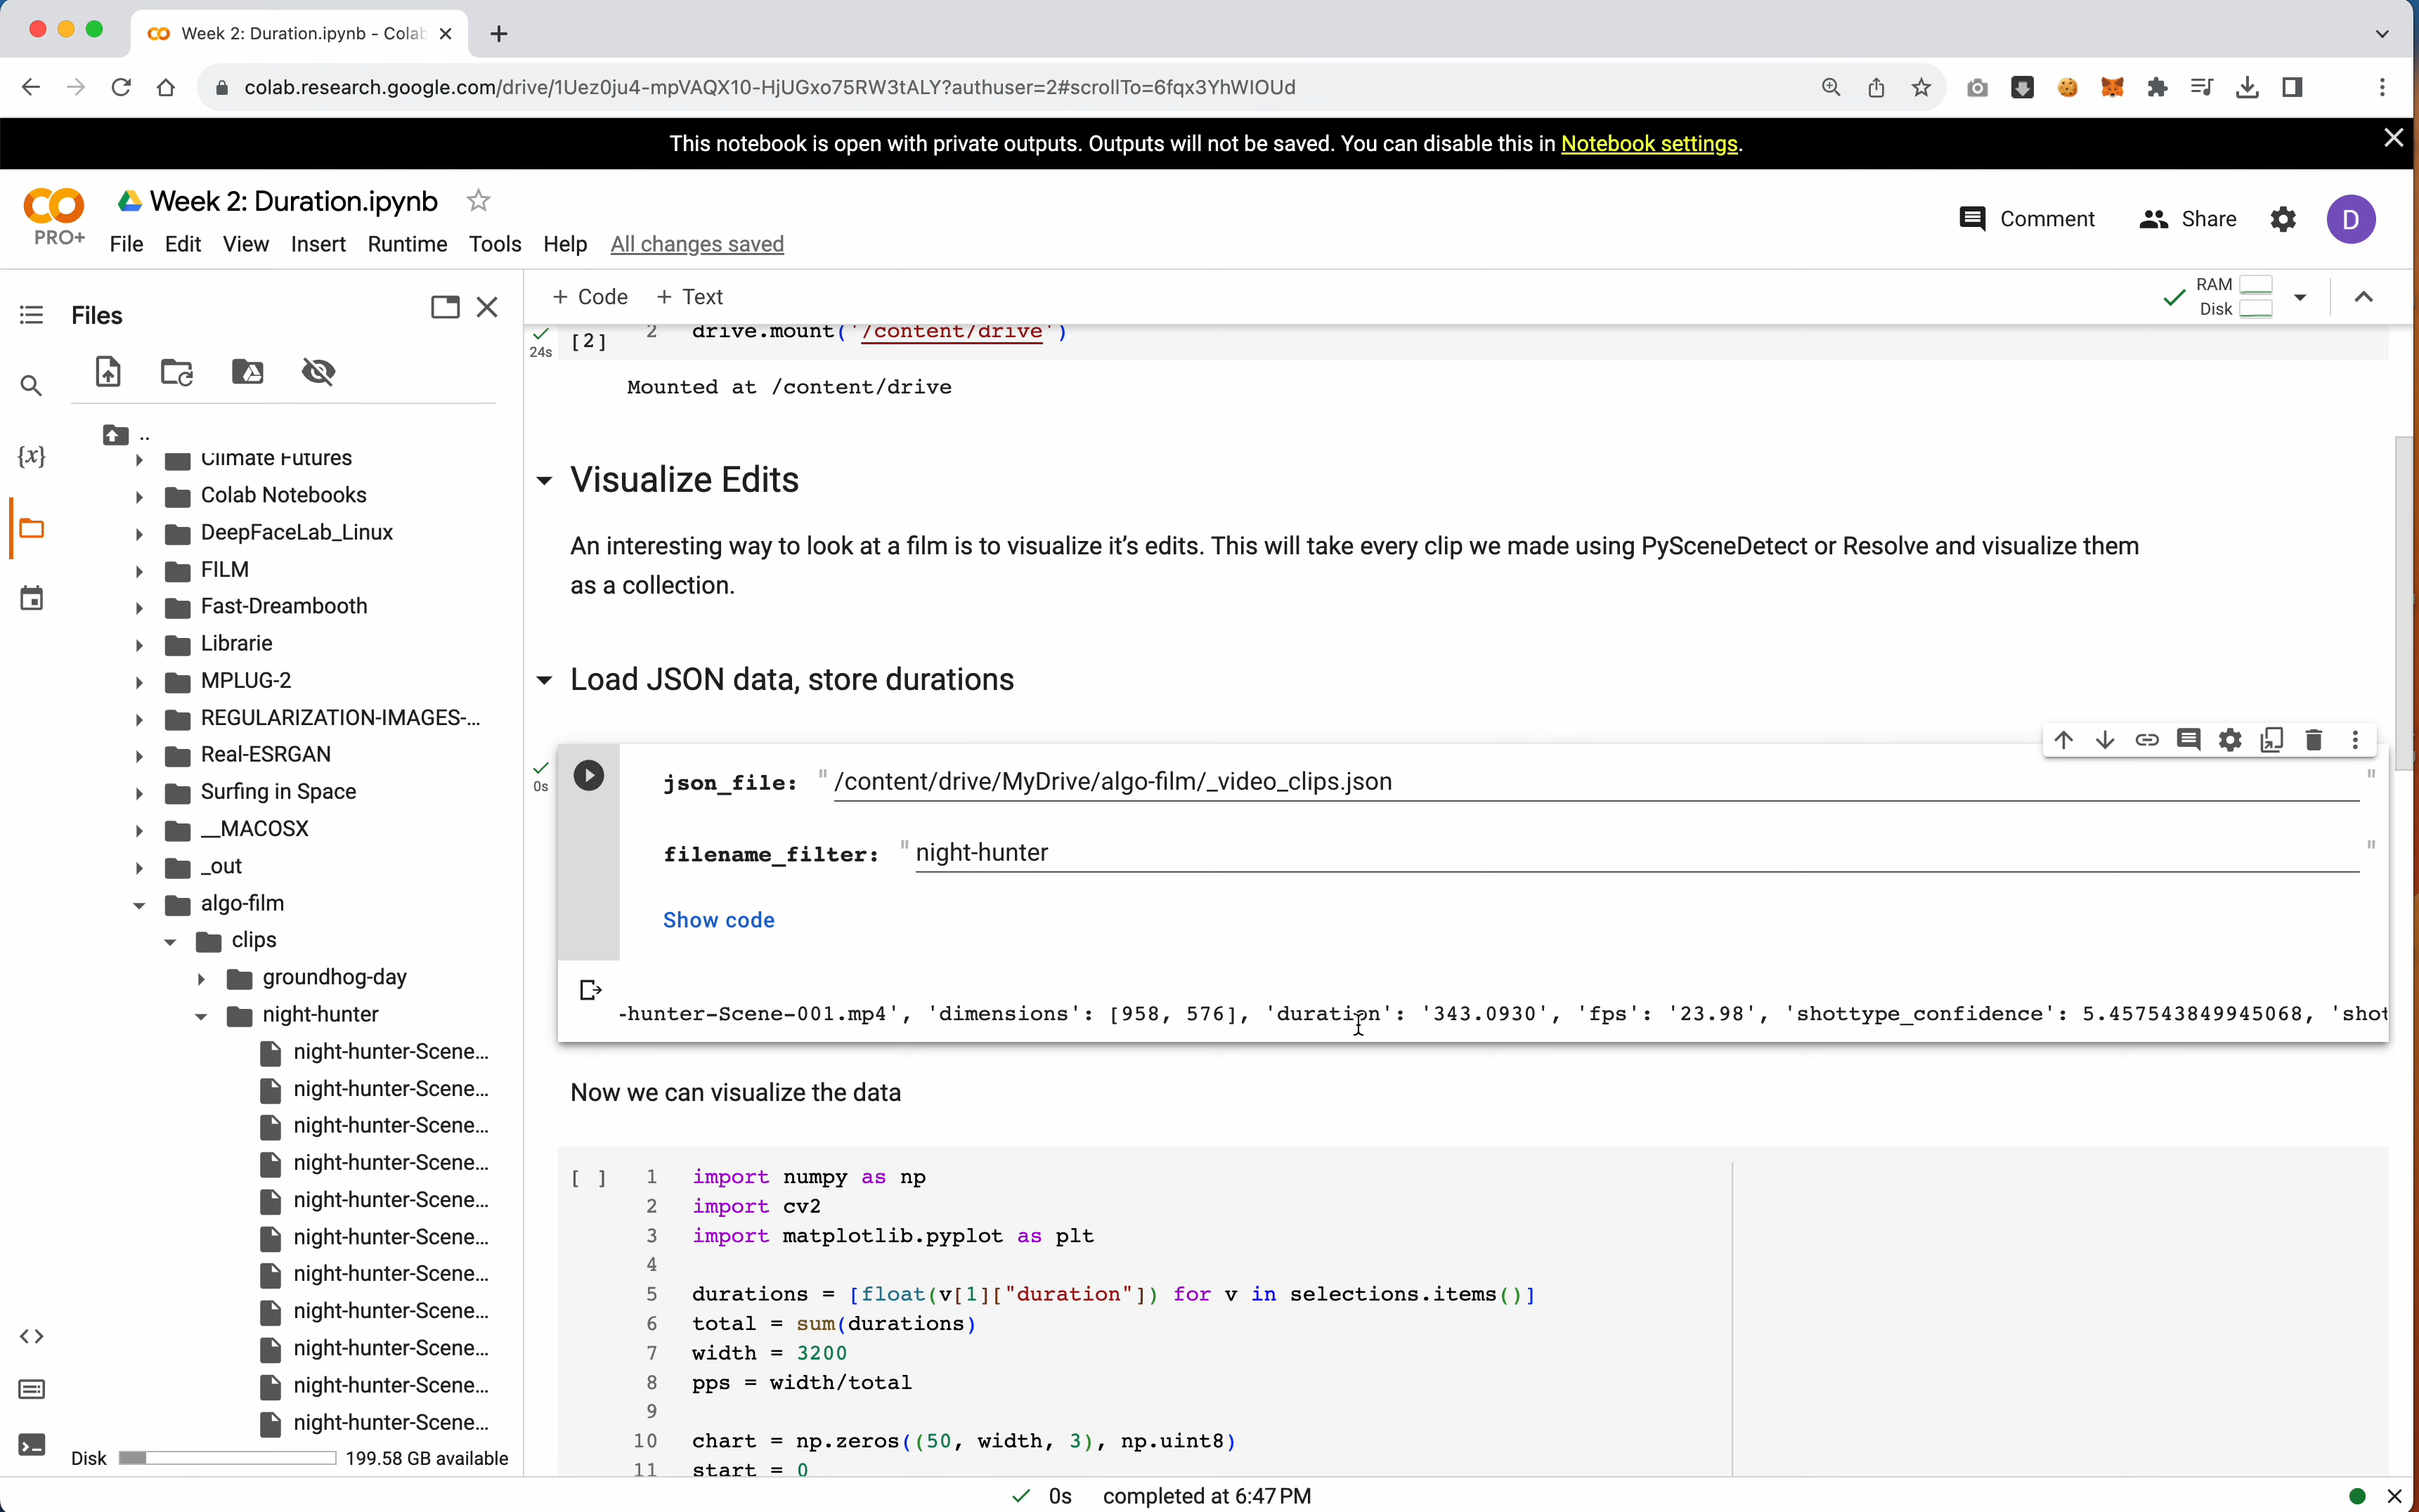 Week 2: Duration.ipynb - Colab
colab.research.google.com/drive/1Uez0ju4-mpVAQX10-HjUGxo75RW3tALY?authuser=2#scrollTo=6fqx3YhWIOUd
This notebook is open with private outputs. Outputs will not be saved. You can disable this in Notebook settings.
Week 2: Duration.ipynb
PRO+
File Edit View Insert Runtime Tools Help All changes saved
Comment Share D
Files
+ Code + Text
RAM
Disk
..
Climate Futures
Colab Notebooks
DeepFaceLab_Linux
FILM
Fast-Dreambooth
Librarie
MPLUG-2
REGULARIZATION-IMAGES-...
Real-ESRGAN
Surfing in Space
__MACOSX
_out
algo-film
clips
groundhog-day
night-hunter
night-hunter-Scene...
night-hunter-Scene...
night-hunter-Scene...
night-hunter-Scene...
night-hunter-Scene...
night-hunter-Scene...
night-hunter-Scene...
night-hunter-Scene...
night-hunter-Scene...
night-hunter-Scene...
night-hunter-Scene...
Disk 199.58 GB available
24s [2] 2 drive.mount('/content/drive')
Mounted at /content/drive
Visualize Edits
An interesting way to look at a film is to visualize it's edits. This will take every clip we made using PySceneDetect or Resolve and visualize them
as a collection.
Load JSON data, store durations
0s
json_file: "/content/drive/MyDrive/algo-film/_video_clips.json"
filename_filter: "night-hunter"
Show code
-hunter-Scene-001.mp4', 'dimensions': [958, 576], 'duration': '343.0930', 'fps': '23.98', 'shottype_confidence': 5.457543849945068, 'shot
Now we can visualize the data
[ ] 1 import numpy as np
2 import cv2
3 import matplotlib.pyplot as plt
4
5 durations = [float(v[1]["duration"]) for v in selections.items()]
6 total = sum(durations)
7 width = 3200
8 pps = width/total
9
10 chart = np.zeros((50, width, 3), np.uint8)
11 start = 0
0s completed at 6:47 PM